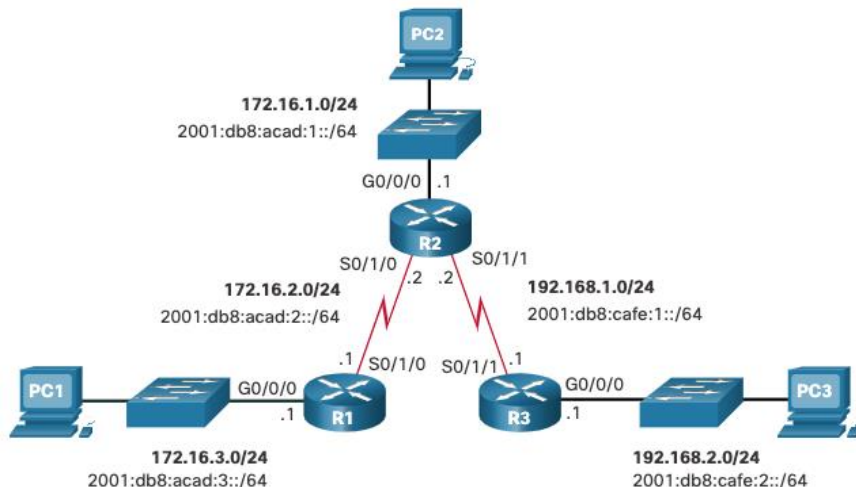 PC2
172.16.1.0/24
2001:db8:acad:1::/64
G0/0/0 .1
R2
S0/1/0 .2 .2 S0/1/1
172.16.2.0/24
2001:db8:acad:2::/64
192.168.1.0/24
2001:db8:cafe:1::/64
.1 S0/1/0
S0/1/1 .1
PC1
G0/0/0
.1
R1
R3
G0/0/0
.1
PC3
172.16.3.0/24
2001:db8:acad:3::/64
192.168.2.0/24
2001:db8:cafe:2::/64